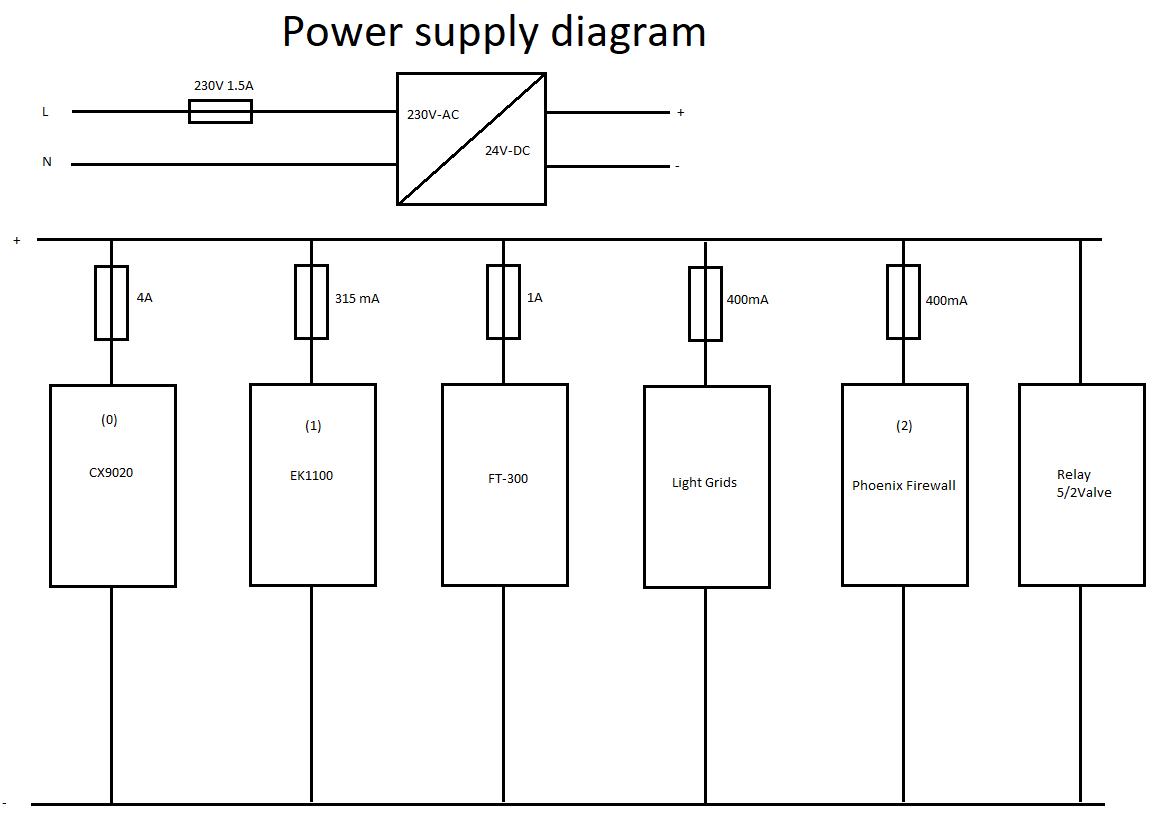 Power supply diagram
230V 1.5A
L
230V-AC
+
24V-DC
N
-
+
4A
315 mA
1A
400mA
400mA
(0)
CX9020
(1)
EK1100
FT-300
Light Grids
(2)
Phoenix Firewall
Relay
5/2Valve
-